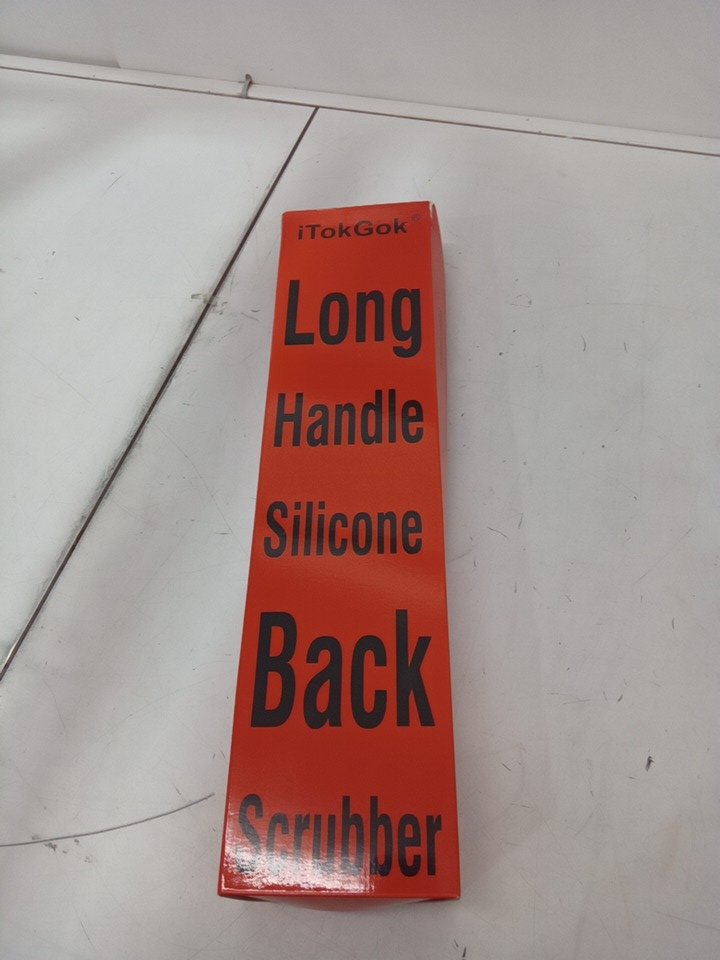 iTokGok®
Long
Handle
Silicone
Back
Scrubber